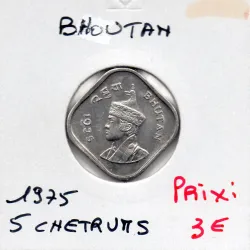 BHOUTAN
BHUTAN
1975
1975
5 CHETRUMS
Prix:
3€